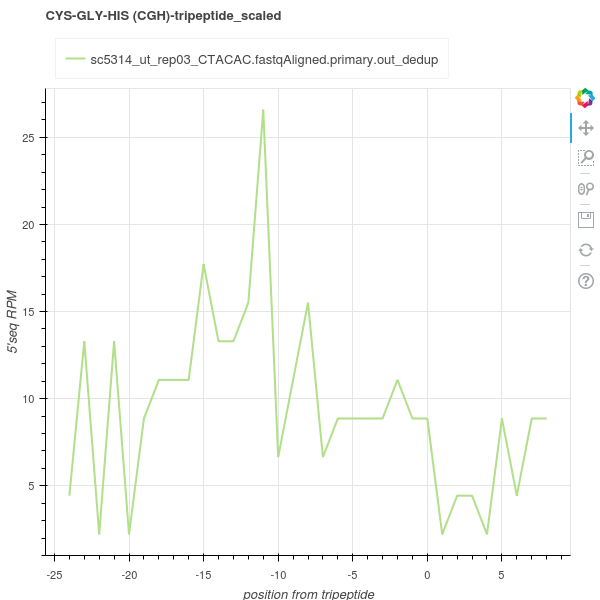 CYS-GLY-HIS (CGH)-tripeptide_scaled
sc5314_ut_rep03_CTACAC.fastqAligned.primary.out_dedup
25
20
15
10
5
5'seq RPM
-25 -20 -15 -10 -5 0 5
position from tripeptide